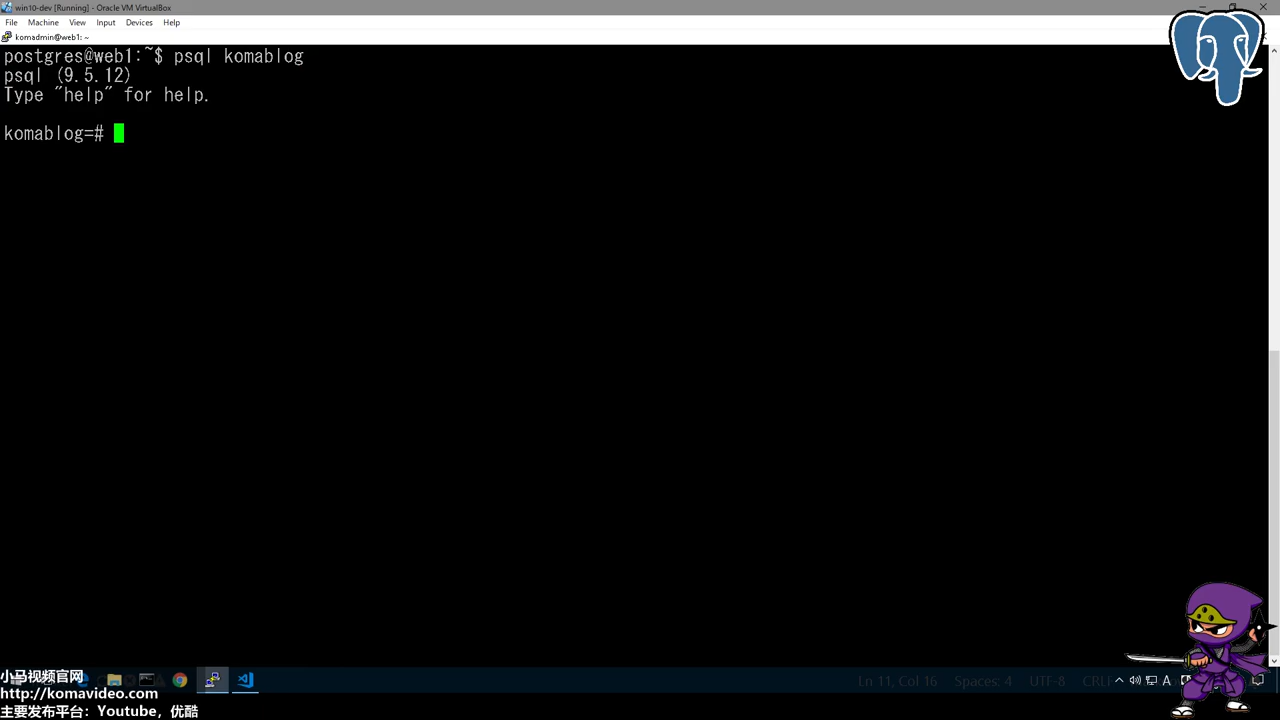 win10-dev [Running] - Oracle VM VirtualBox
File Machine View Input Devices Help
komadmin@web1: ~
postgres@web1:~$ psql komablog
psql (9.5.12)
Type "help" for help.
komablog=#
小马视频官网
http://komavideo.com
主要发布平台：Youtube，优酷
Ln 11, Col 16 Spaces: 4 UTF-8 CRL
A